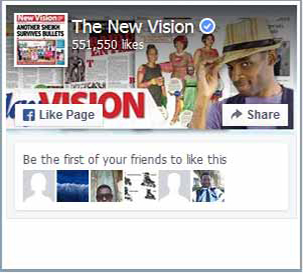 New Vision
ANOTHER SHEIKH
SURVIVES BULLETS
The New Vision
551,550 likes
VISION
Like Page
Share
Be the first of your friends to like this